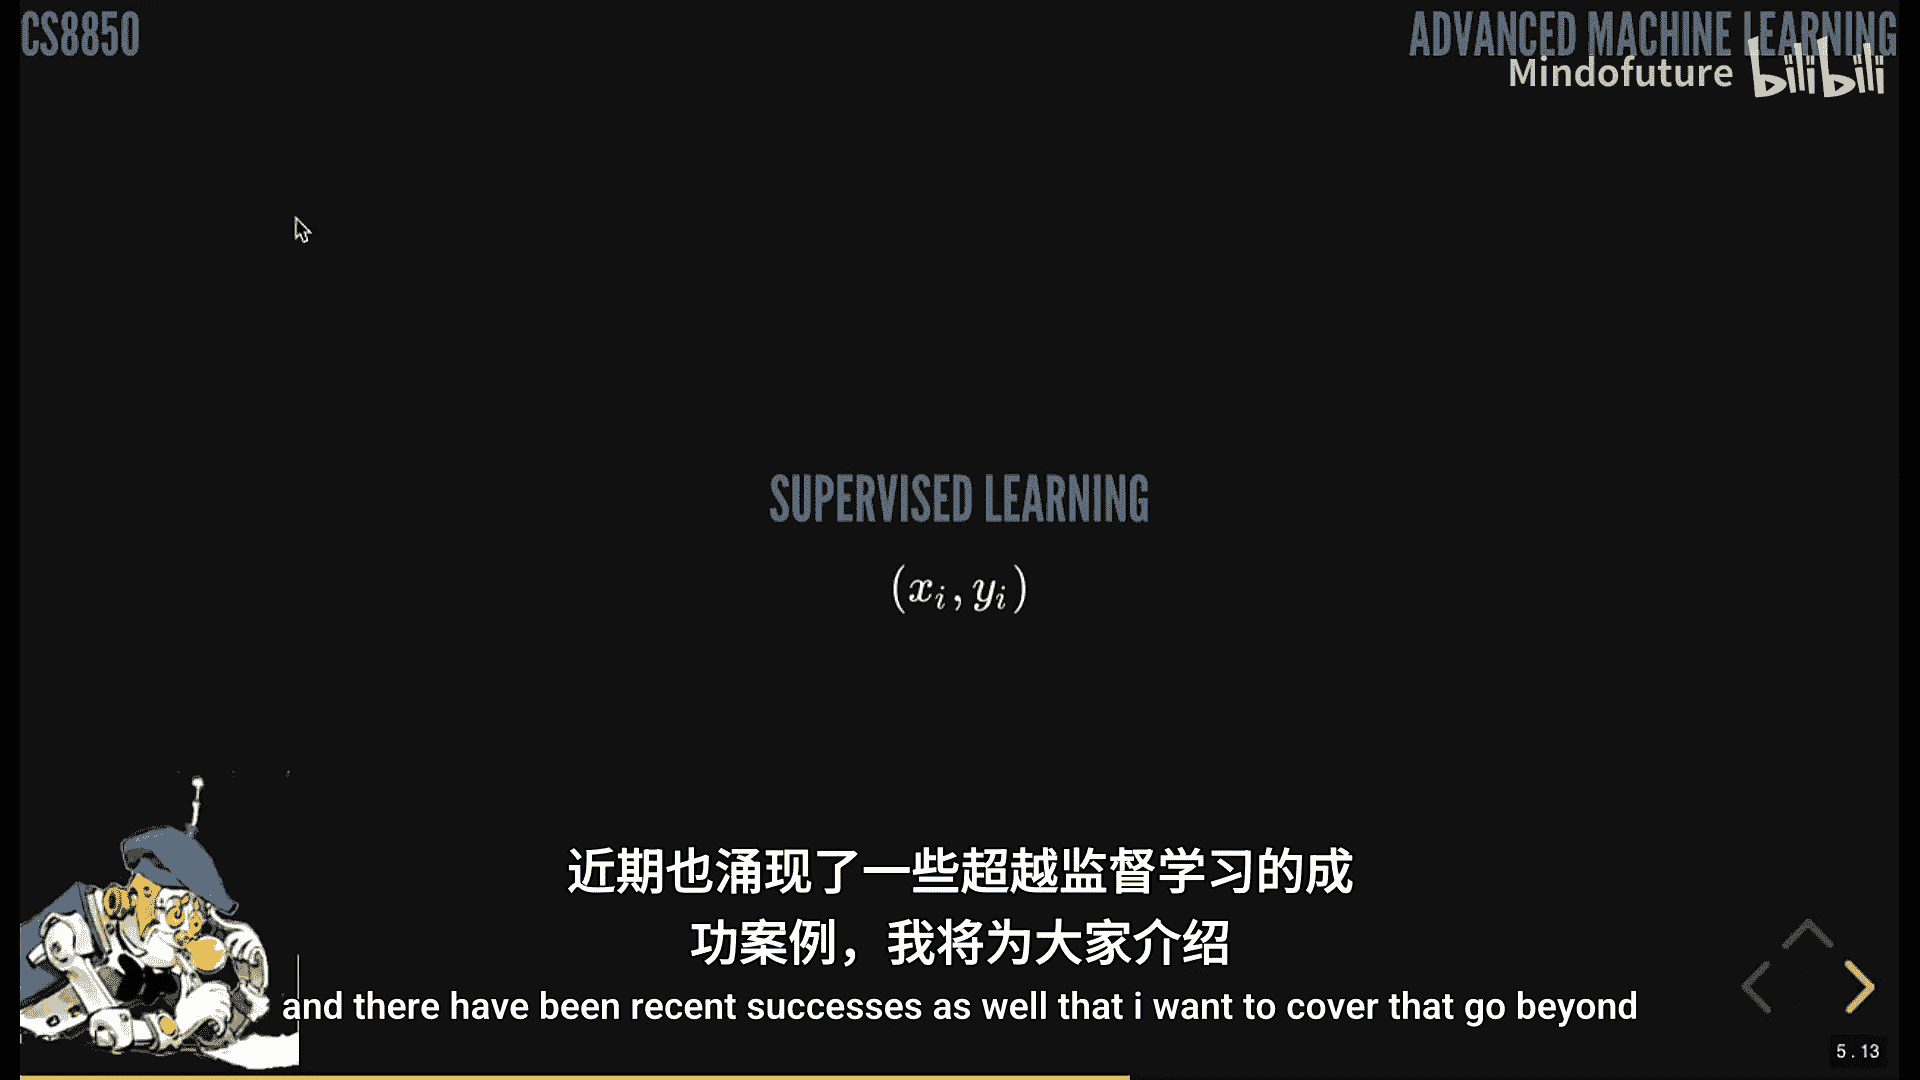 CS8850
ADVANCED MACHINE LEARNING
Mindofuture bilibili
SUPERVISED LEARNING
(x_i, y_i)
近期也涌现了一些超越监督学习的成
功案例，我将为大家介绍
and there have been recent successes as well that i want to cover that go beyond
5.13